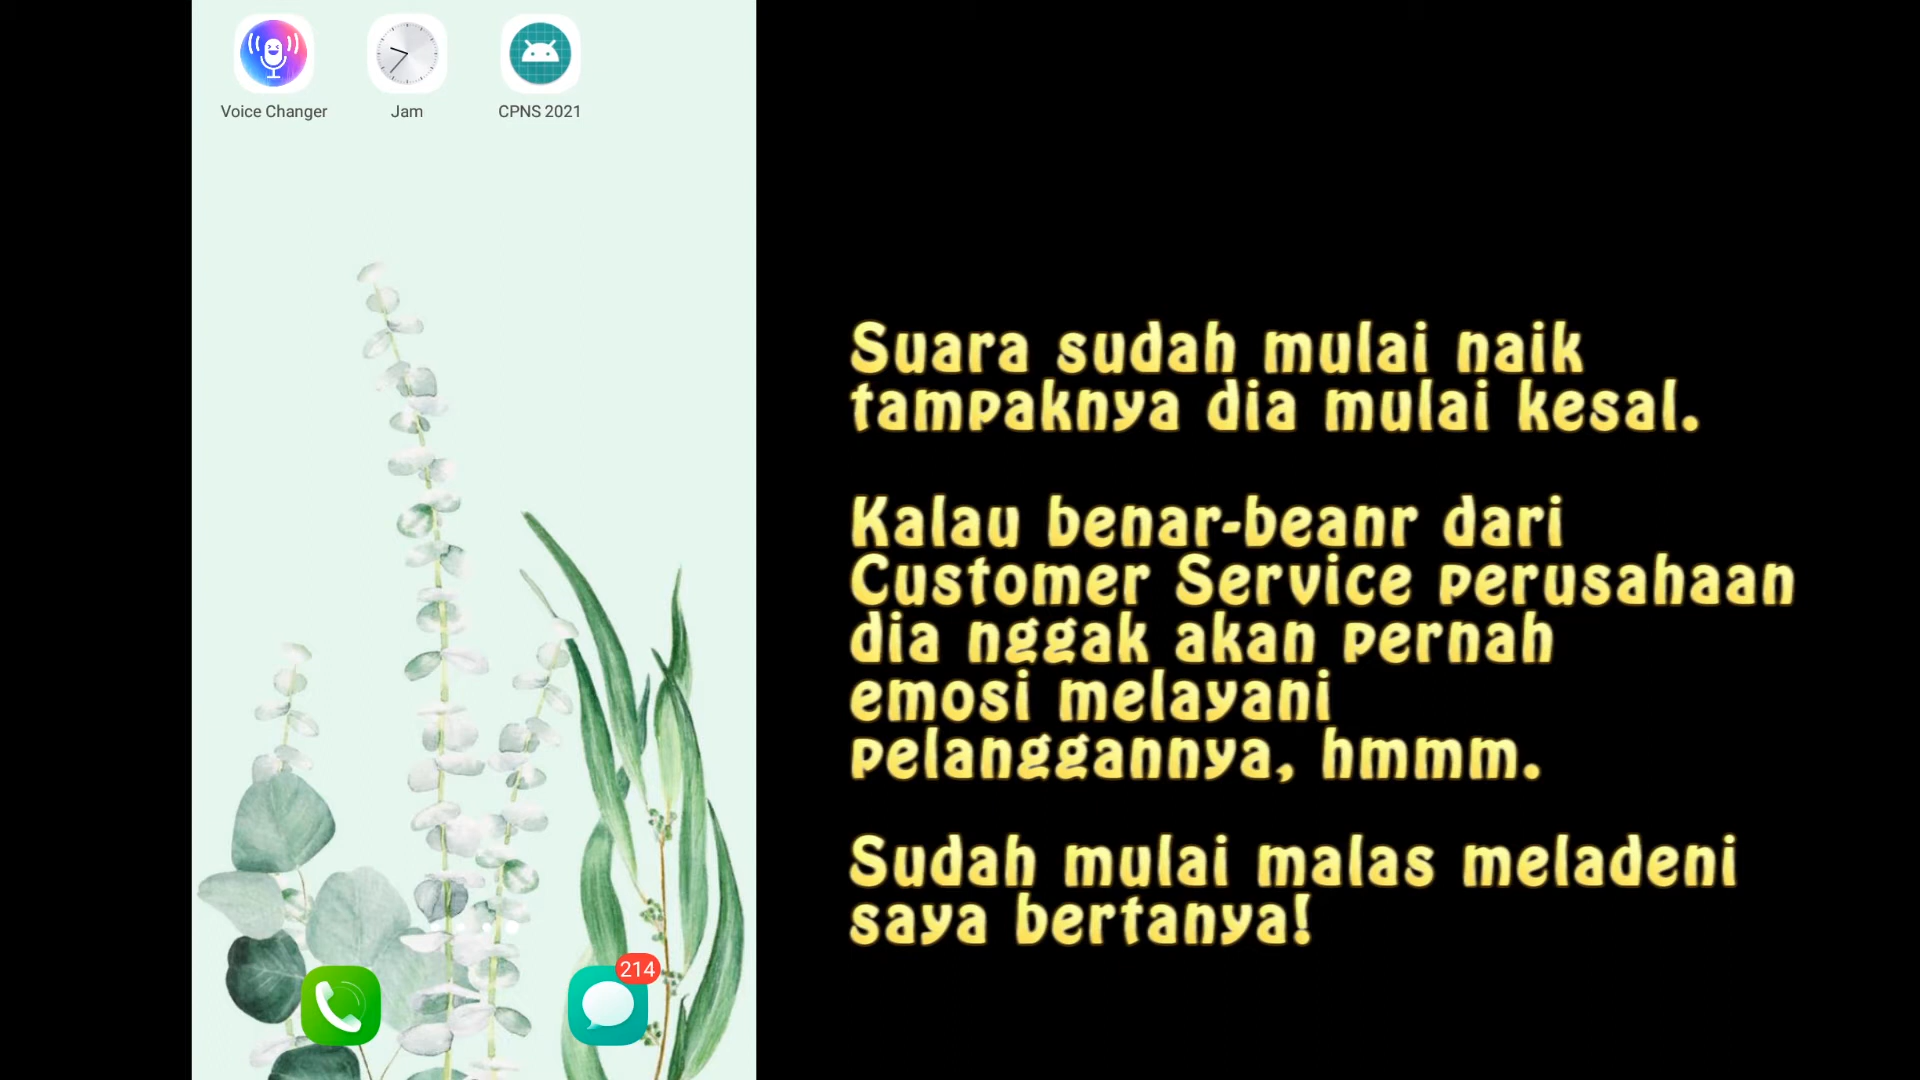 Voice Changer
Jam
CPNS 2021
Suara sudah mulai naik
tampaknya dia mulai kesal.
Kalau benar-beanr dari
Customer Service perusahaan
dia nggak akan pernah
emosi melayani
pelanggannya, hmmm.
Sudah mulai malas meladeni
saya bertanya!
214